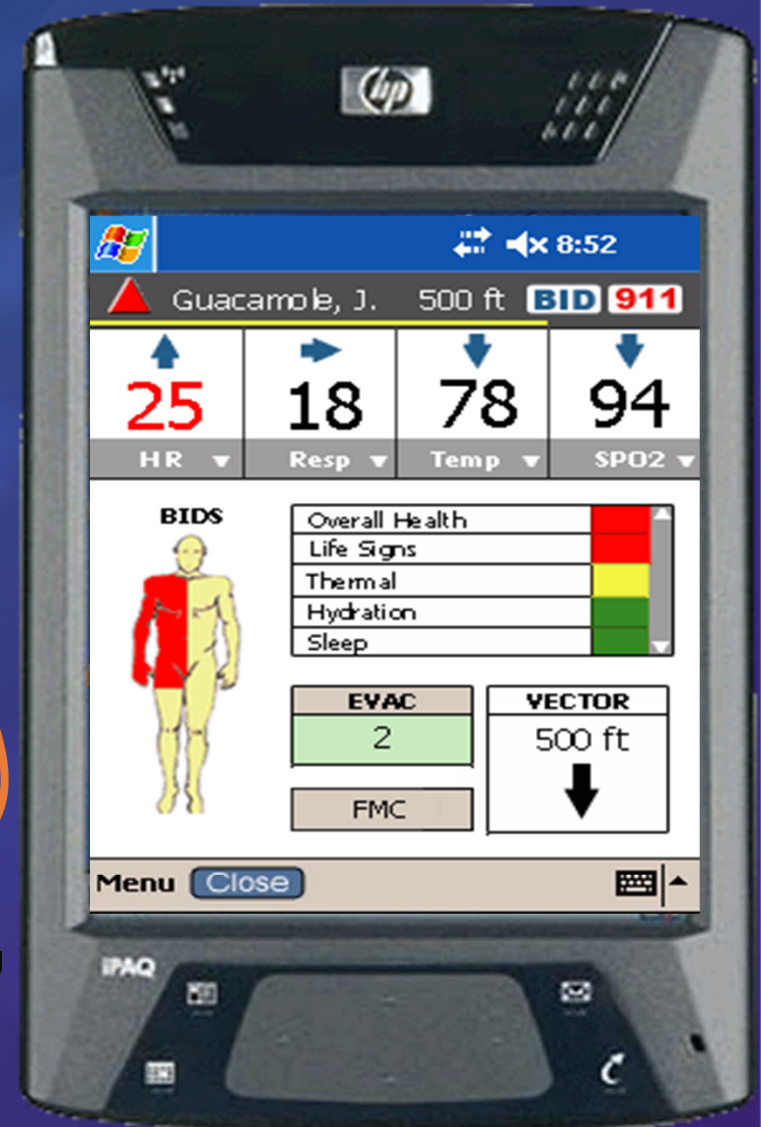 hp
8:52
Guacamole, J. 500 ft BID 911
25 18 78 94
HR Resp Temp SPO2
BIDS
Overall Health
Life Signs
Thermal
Hydration
Sleep
EVAC
2
VECTOR
500 ft
FMC
Menu Close
iPAQ